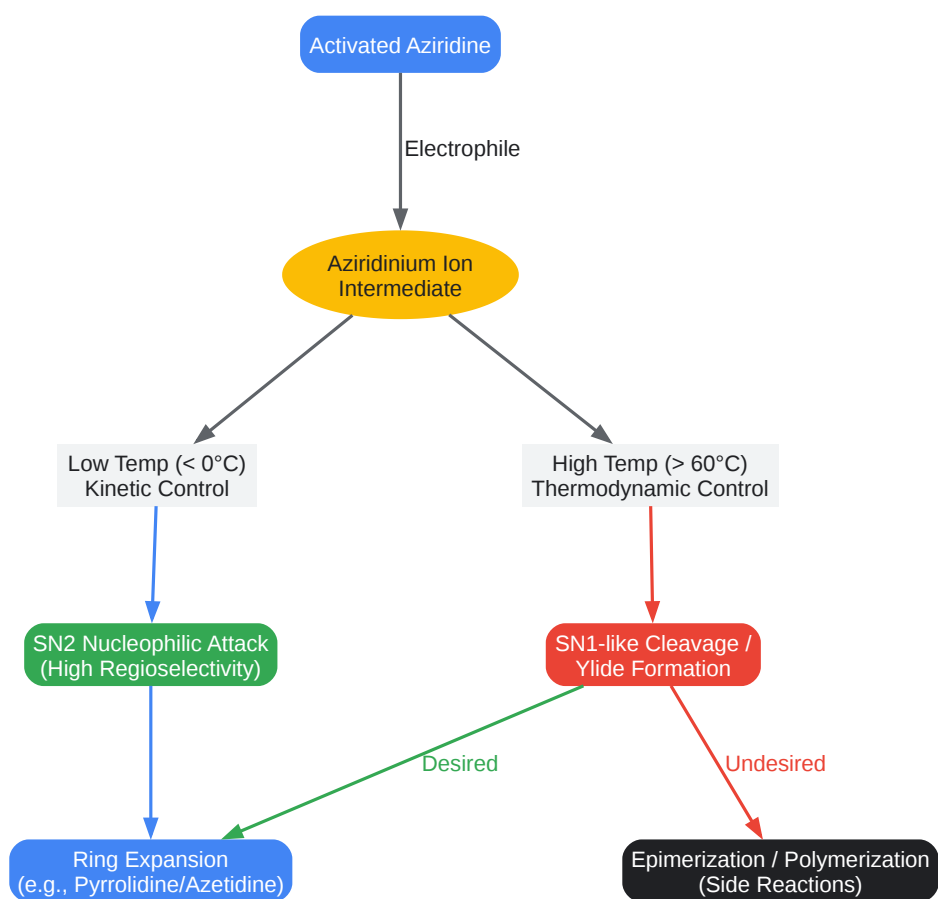 Activated Aziridine
Electrophile
Aziridinium Ion
Intermediate
Low Temp (< 0°C)
Kinetic Control
High Temp (> 60°C)
Thermodynamic Control
SN2 Nucleophilic Attack
(High Regioselectivity)
SN1-like Cleavage /
Ylide Formation
Desired
Undesired
Ring Expansion
(e.g., Pyrrolidine/Azetidine)
Epimerization / Polymerization
(Side Reactions)